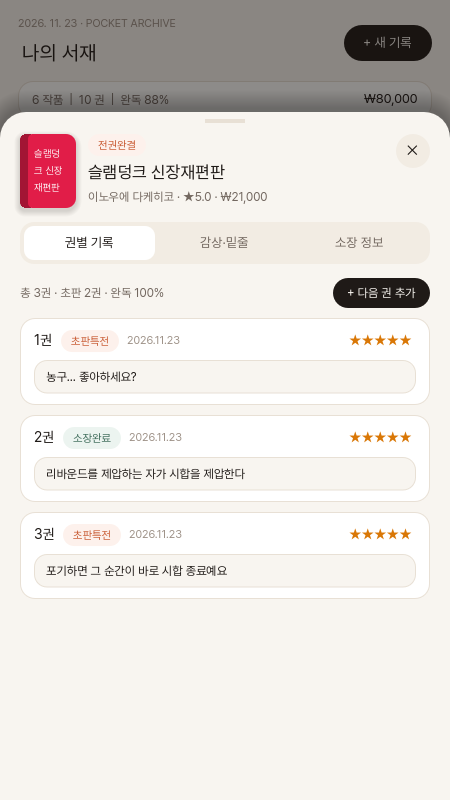 2026. 11. 23 · POCKET ARCHIVE
나의 서재
+ 새 기록
6 작품 | 10 권 | 완독 88%
₩80,000
슬램덩
크 신장
재편판
전권완결
슬램덩크 신장재편판
이노우에 다케히코 · ★5.0 · ₩21,000
×
권별 기록
감상·밑줄
소장 정보
총 3권 · 초판 2권 · 완독 100%
+ 다음 권 추가
1권 초판특전 2026.11.23 ★★★★★
농구... 좋아하세요?
2권 소장완료 2026.11.23 ★★★★★
리바운드를 제압하는 자가 시합을 제압한다
3권 초판특전 2026.11.23 ★★★★★
포기하면 그 순간이 바로 시합 종료예요